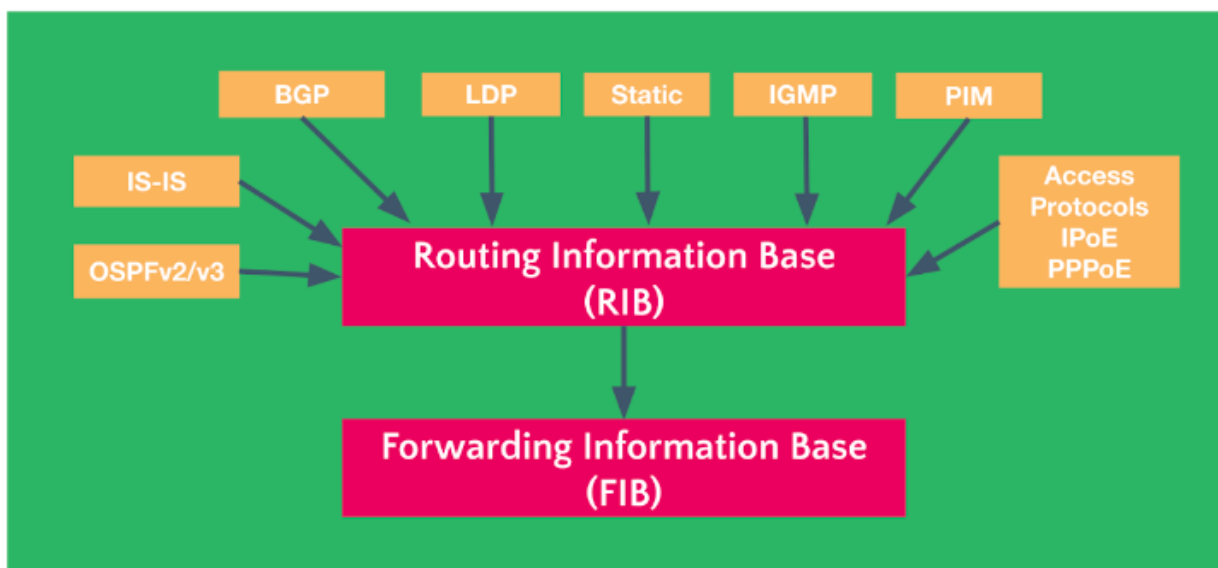 BGP
LDP
Static
IGMP
PIM
IS-IS
Access
Protocols
IPoE
PPPoE
OSPFv2/v3
Routing Information Base
(RIB)
Forwarding Information Base
(FIB)